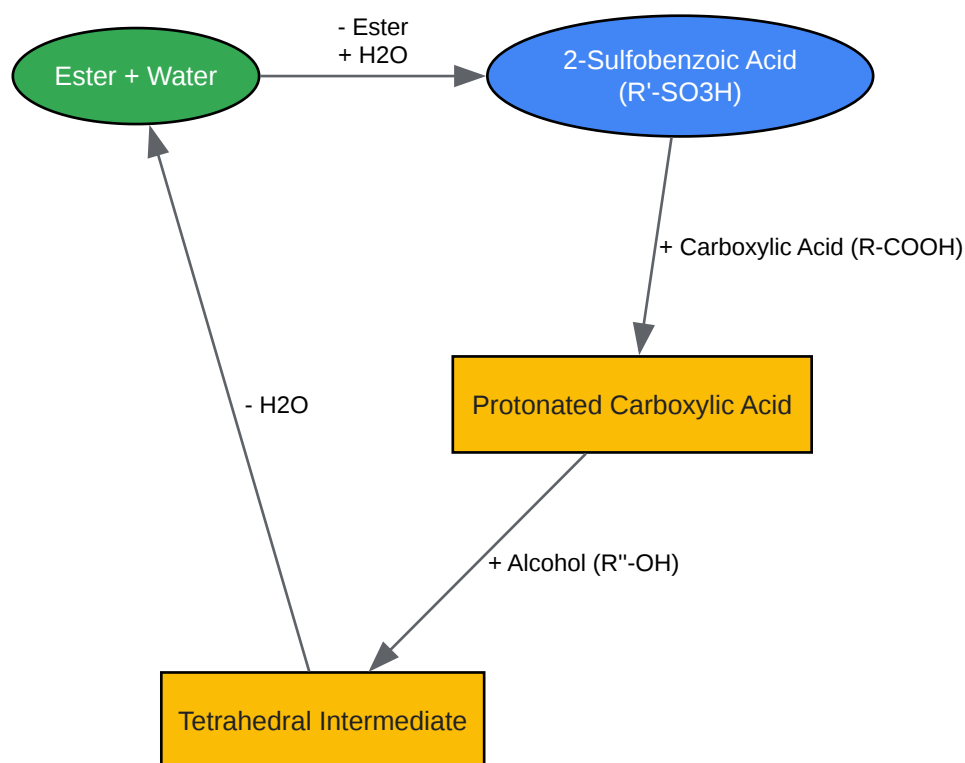 - Ester
+ H2O
Ester + Water
2-Sulfobenzoic Acid
(R'-SO3H)
+ Carboxylic Acid (R-COOH)
Protonated Carboxylic Acid
- H2O
+ Alcohol (R''-OH)
Tetrahedral Intermediate